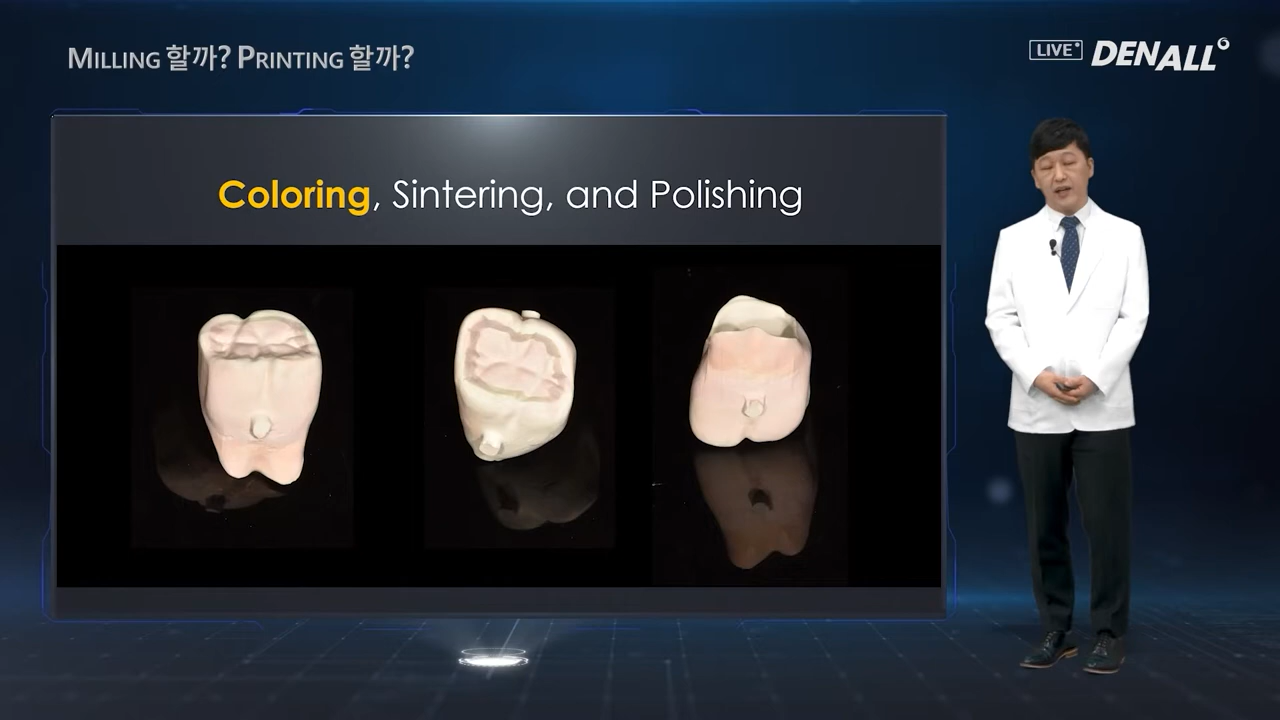 MILLING 할까? PRINTING 할까?
LIVE
DENALL
Coloring, Sintering, and Polishing